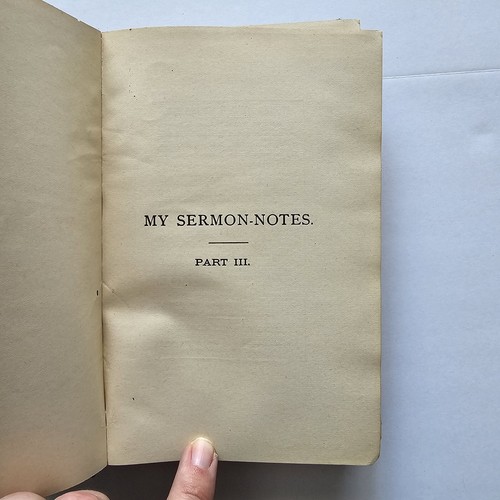 MY SERMON-NOTES.
PART III.